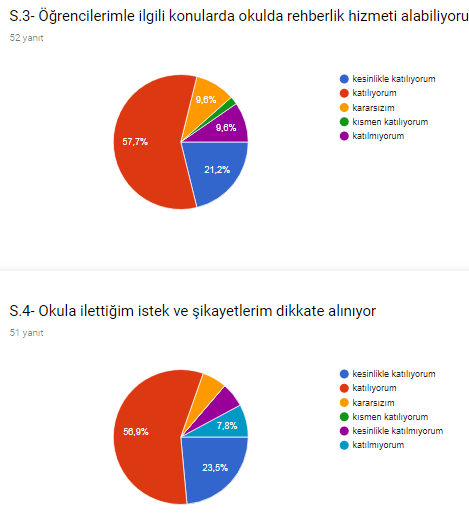 S.3- Öğrencilerimle ilgili konularda okulda rehberlik hizmeti alabiliyoru
52 yanıt
kesinlikle katılıyorum
katılıyorum
kararsızım
kısmen katılıyorum
katılmıyorum
9,6%
9,6%
57,7%
21,2%
S.4- Okula ilettiğim istek ve şikayetlerim dikkate alınıyor
51 yanıt
kesinlikle katılıyorum
katılıyorum
kararsızım
kısmen katılıyorum
kesinlikle katılmıyorum
katılmıyorum
7,8%
56,9%
23,5%